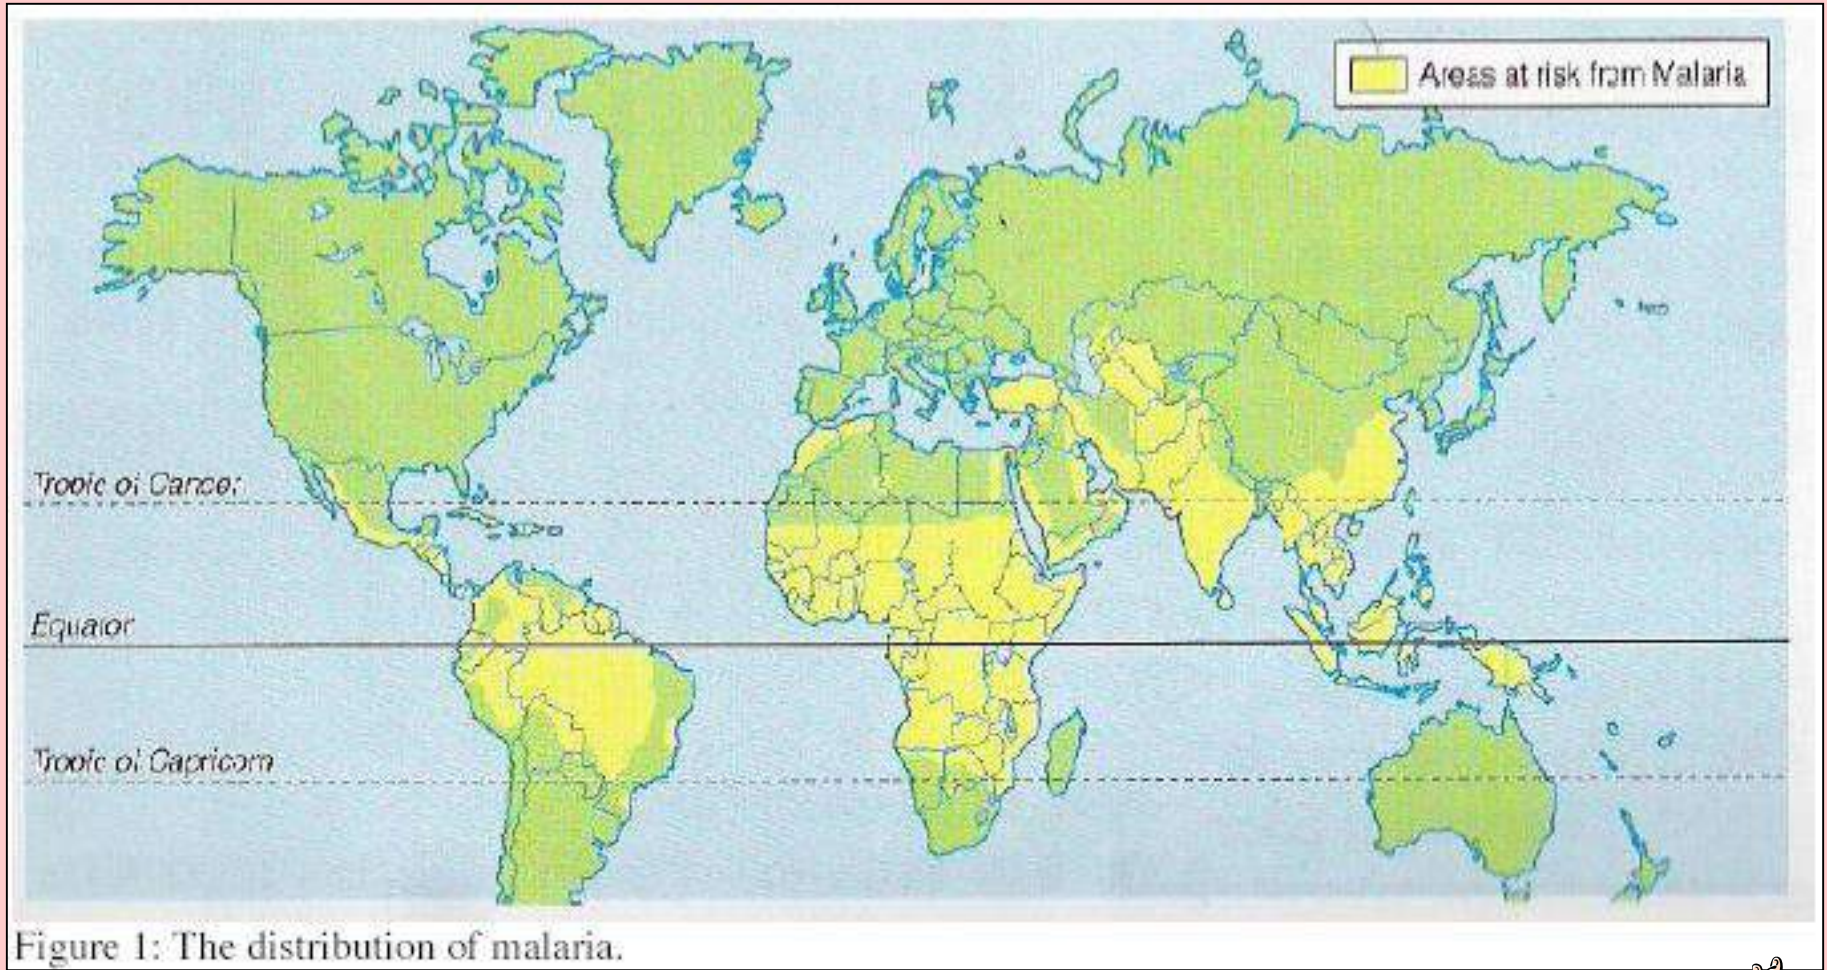 Areas at risk from Malaria
Tropic of Cancer
Equator
Tropic of Capricorn
Figure 1: The distribution of malaria.